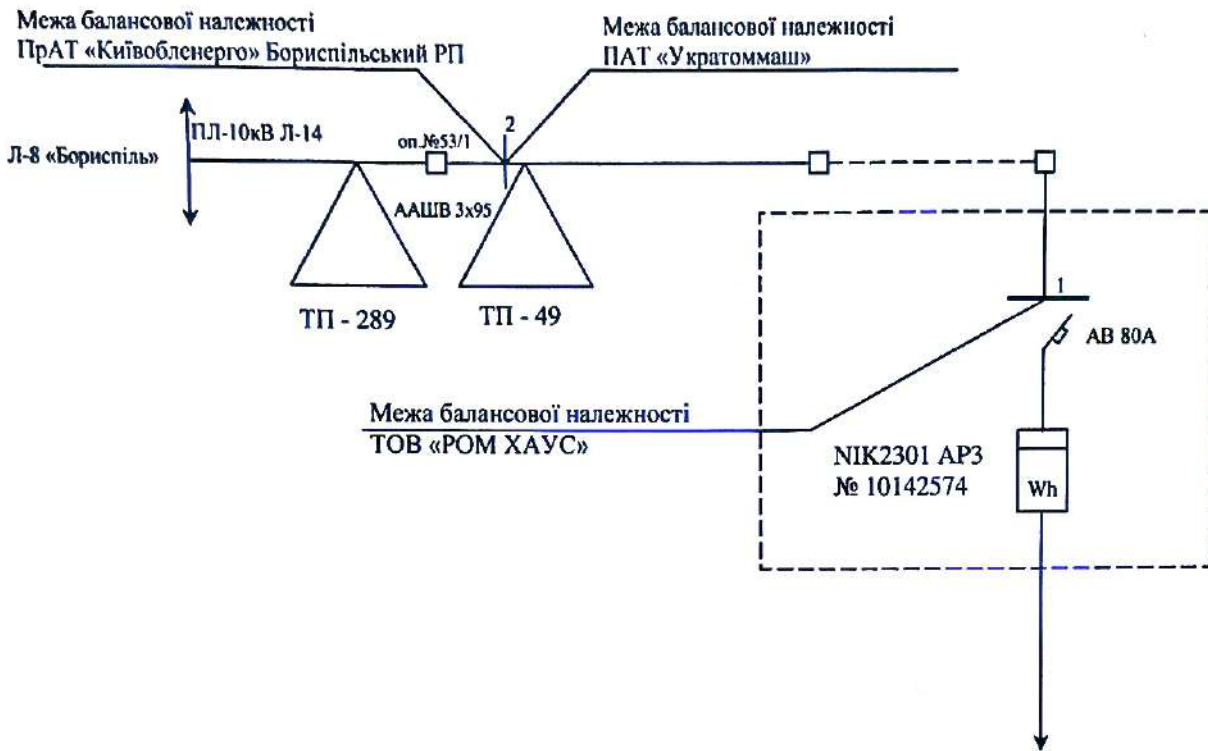 Межа балансової належності
ПрАТ «Київобленерго» Бориспільський РП
Межа балансової належності
ПАТ «Укратоммаш»
ПЛ-10кВ Л-14
оп.№53/1
2
Л-8 «Бориспіль»
ААШВ 3х95
ТП - 289
ТП - 49
1
АВ 80А
Межа балансової належності
ТОВ «РОМ ХАУС»
NIK2301 АР3
№ 10142574
Wh